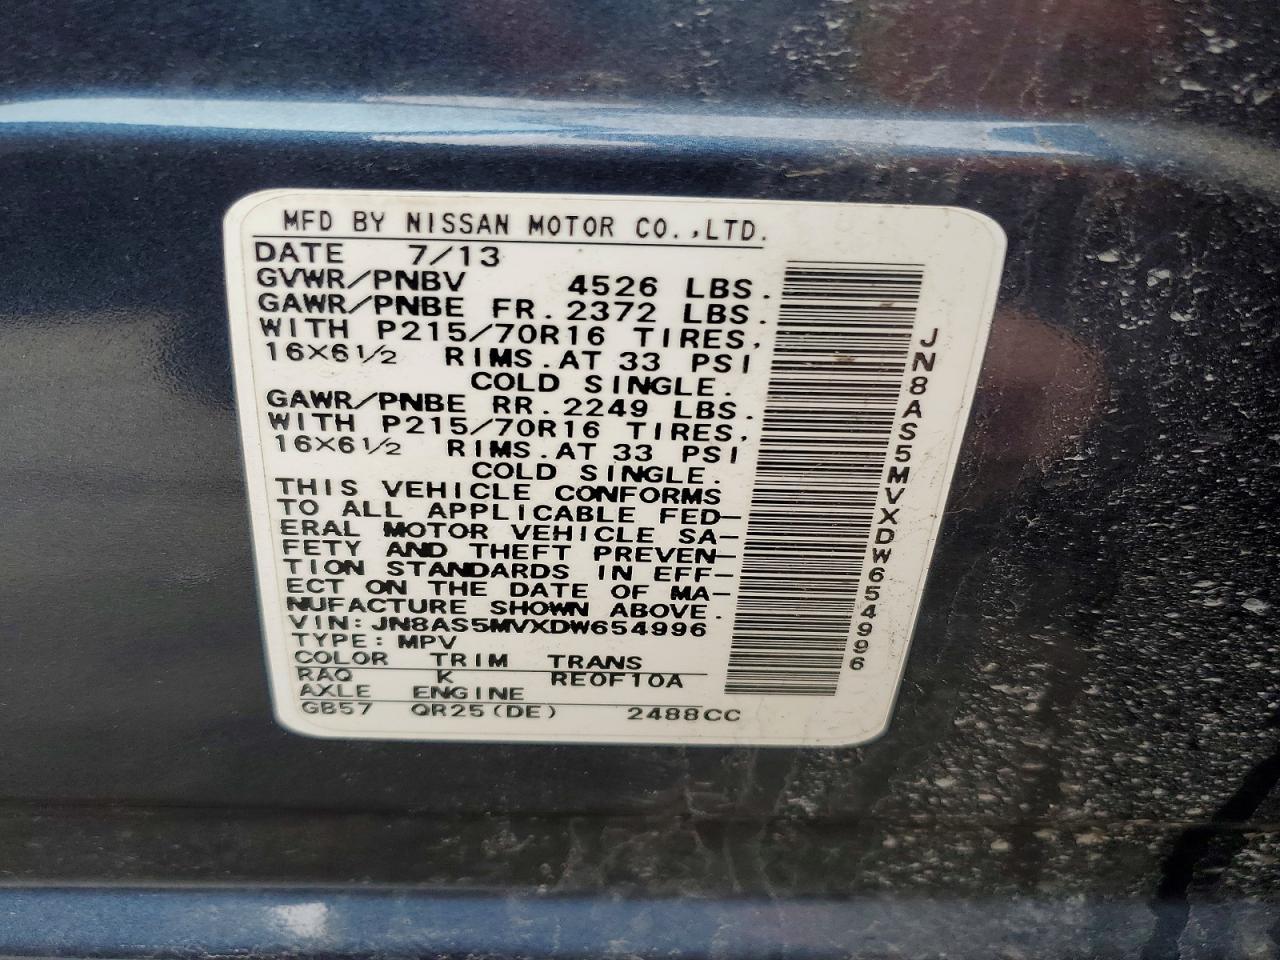 MFD BY NISSAN MOTOR CO.,LTD.
DATE 7/13
GVWR/PNBV 4526 LBS.
GAWR/PNBE FR. 2372 LBS.
WITH P215/70R16 TIRES,
16X6½ RIMS. AT 33 PSI
COLD SINGLE.
GAWR/PNBE RR. 2249 LBS.
WITH P215/70R16 TIRES,
16X6½ RIMS. AT 33 PSI
COLD SINGLE.
THIS VEHICLE CONFORMS
TO ALL APPLICABLE FED-
ERAL MOTOR VEHICLE SA-
FETY AND THEFT PREVEN-
TION STANDARDS IN EFF-
ECT ON THE DATE OF MA-
NUFACTURE SHOWN ABOVE.
VIN: JN8AS5MVXDW654996
TYPE: MPV
COLOR TRIM TRANS
RAQ K RE0F10A
AXLE ENGINE
GB57 QR25(DE) 2488CC
JN8AS5MVXDW654996